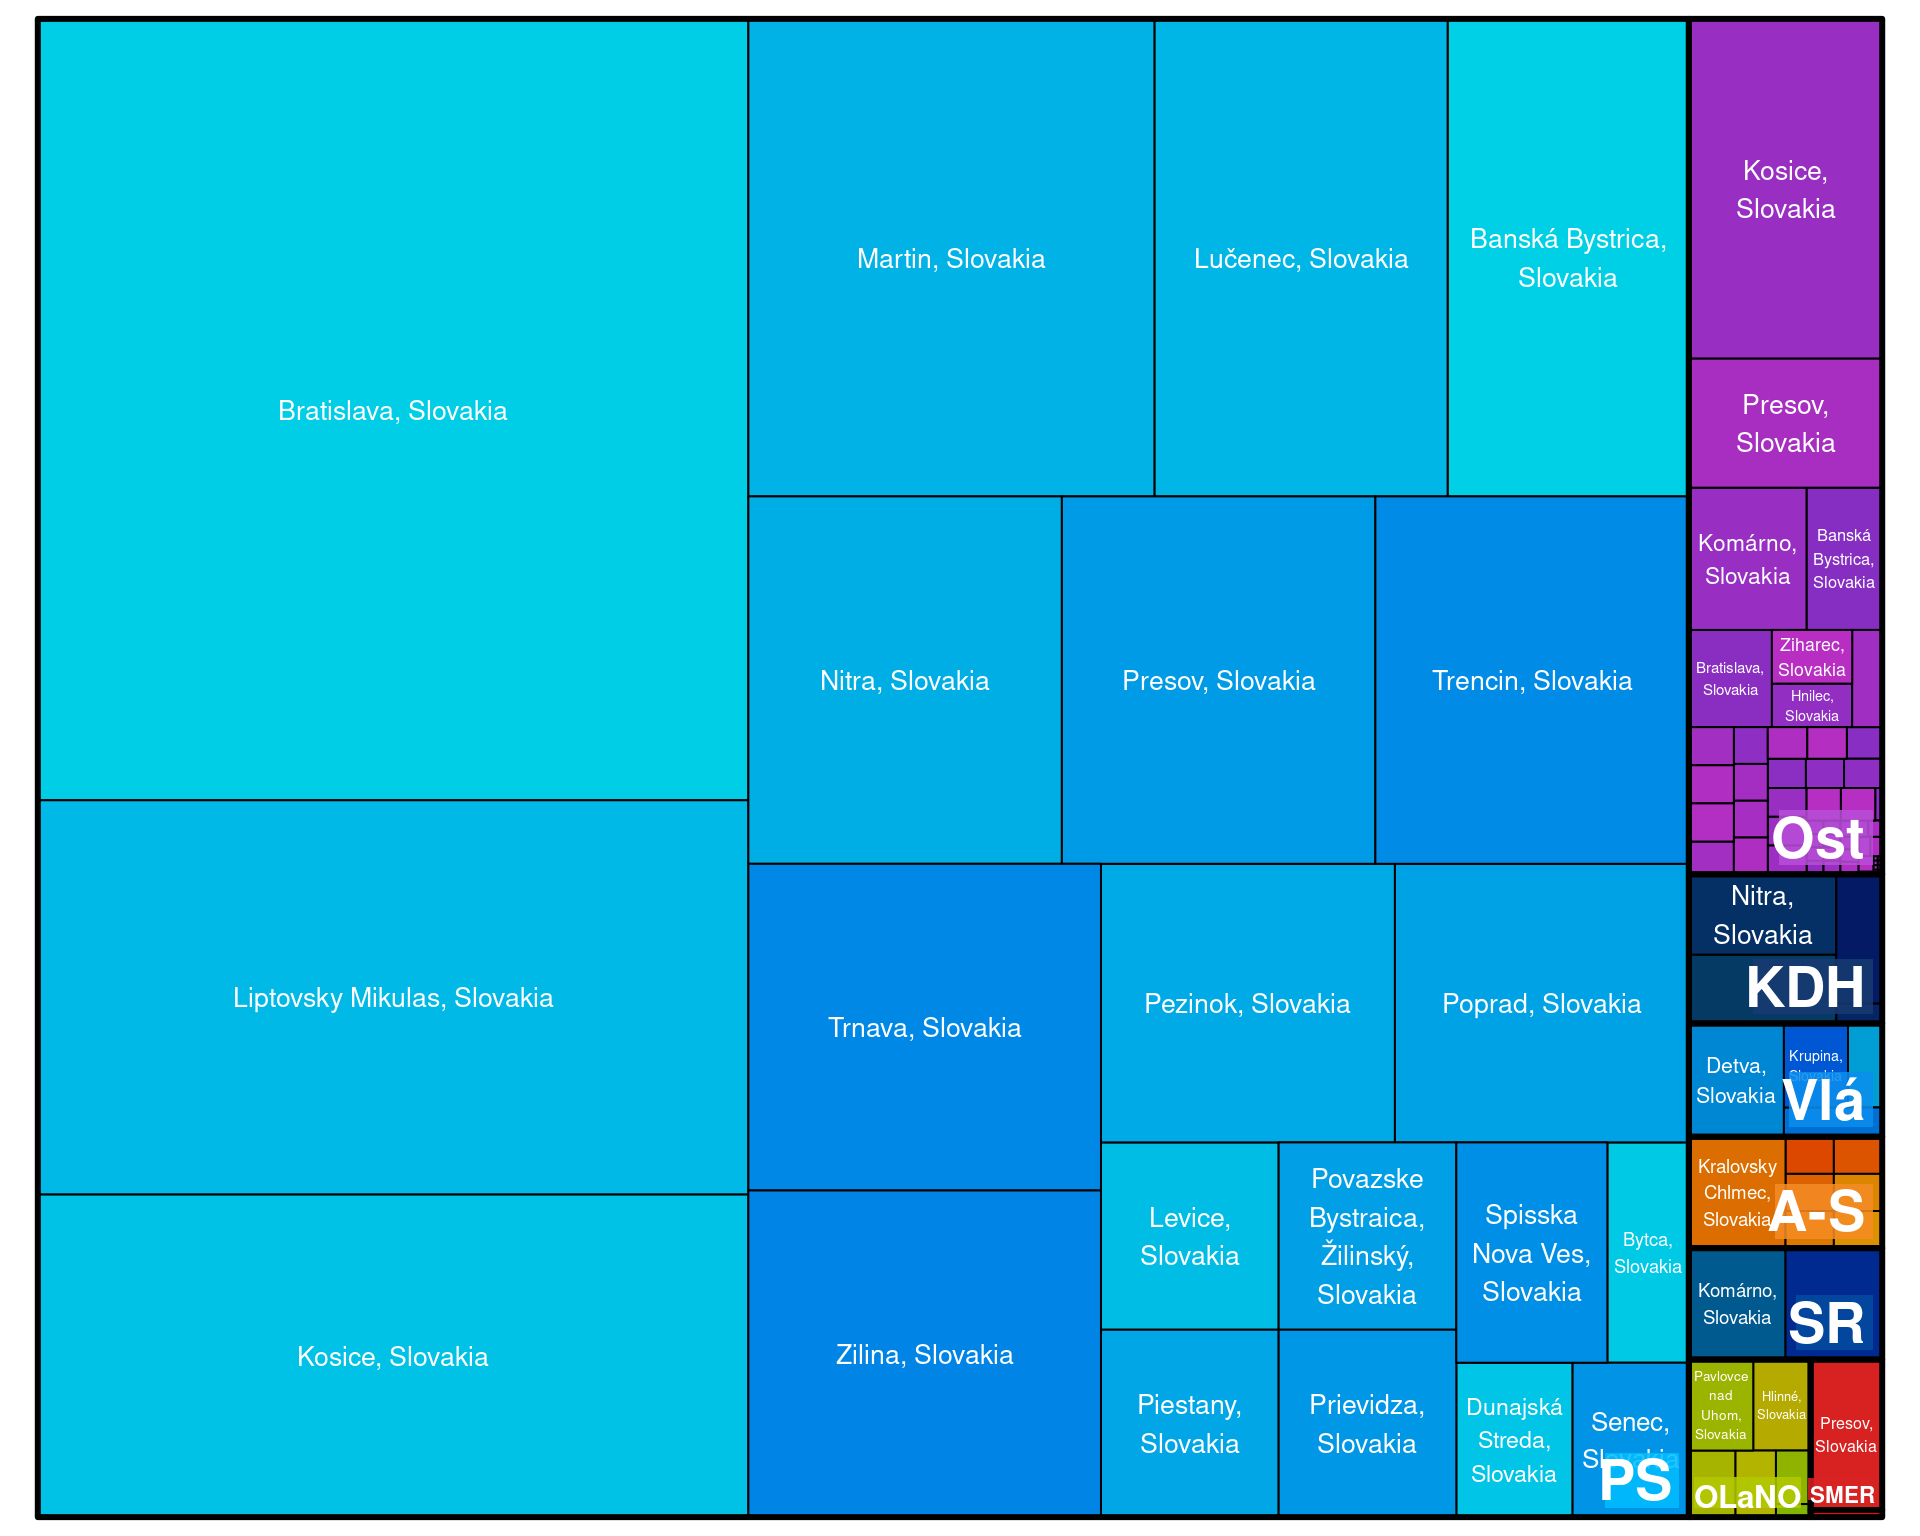 Bratislava, Slovakia
Liptovsky Mikulas, Slovakia
Kosice, Slovakia
Martin, Slovakia
Lučenec, Slovakia
Banská Bystrica,
Slovakia
Nitra, Slovakia
Presov, Slovakia
Trencin, Slovakia
Trnava, Slovakia
Zilina, Slovakia
Pezinok, Slovakia
Poprad, Slovakia
Levice,
Slovakia
Povazske
Bystraica,
Žilinský,
Slovakia
Spisska
Nova Ves,
Slovakia
Bytca,
Slovakia
Piestany,
Slovakia
Prievidza,
Slovakia
Dunajská
Streda,
Slovakia
Senec,
Slovakia
PS
Kosice,
Slovakia
Presov,
Slovakia
Komárno,
Slovakia
Banská
Bystrica,
Slovakia
Bratislava,
Slovakia
Ziharec,
Slovakia
Hnilec,
Slovakia
Ost
Nitra,
Slovakia
KDH
Detva,
Slovakia
Krupina,
Slovakia
Vlá
Kralovsky
Chlmec,
Slovakia
A-S
Komárno,
Slovakia
SR
Pavlovce
nad
Uhom,
Slovakia
Hlinné,
Slovakia
OLaNO
Presov,
Slovakia
SMER